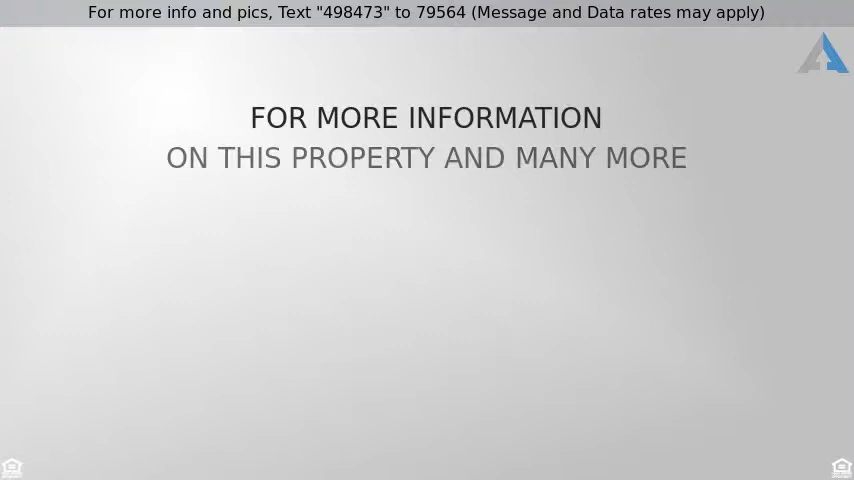 For more info and pics, Text "498473" to 79564 (Message and Data rates may apply)
FOR MORE INFORMATION
ON THIS PROPERTY AND MANY MORE